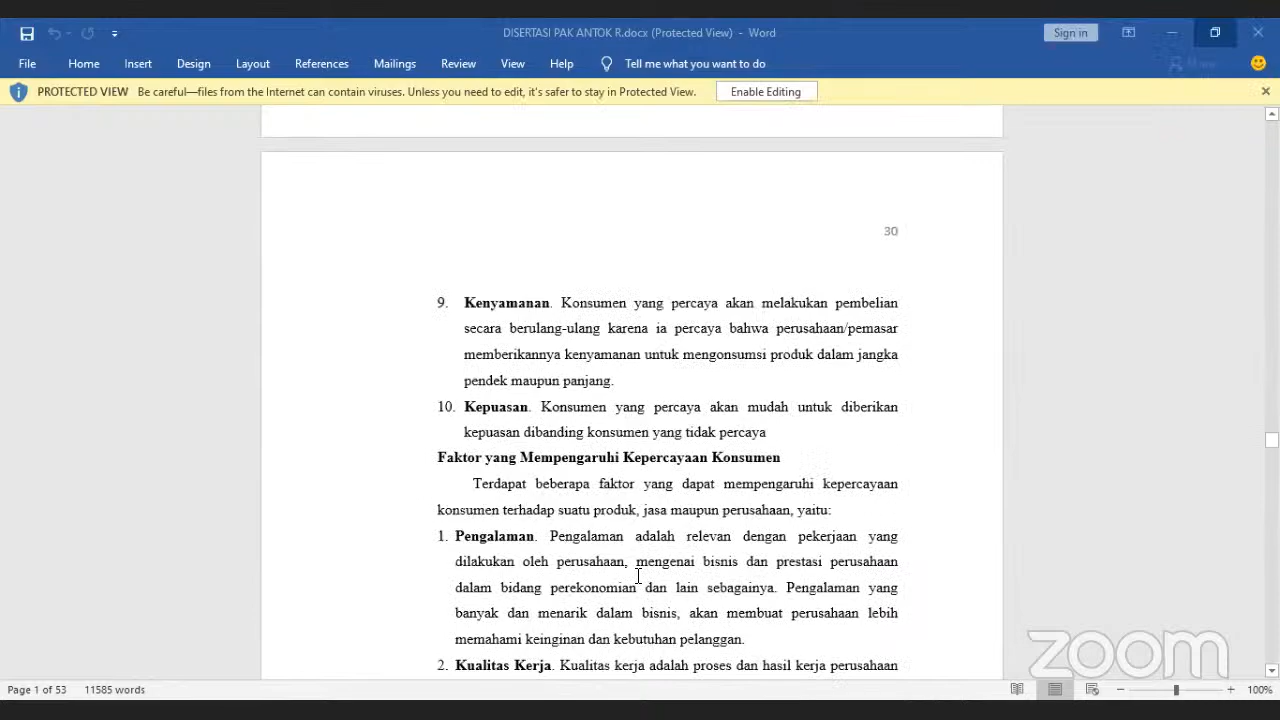 DISERTASI PAK ANTOK R.docx (Protected View) - Word
Sign in
File Home Insert Design Layout References Mailings Review View Help Tell me what you want to do
PROTECTED VIEW Be careful—files from the Internet can contain viruses. Unless you need to edit, it's safer to stay in Protected View. Enable Editing
30
9. Kenyamanan. Konsumen yang percaya akan melakukan pembelian
secara berulang-ulang karena ia percaya bahwa perusahaan/pemasar
memberikannya kenyamanan untuk mengonsumsi produk dalam jangka
pendek maupun panjang.
10. Kepuasan. Konsumen yang percaya akan mudah untuk diberikan
kepuasan dibanding konsumen yang tidak percaya
Faktor yang Mempengaruhi Kepercayaan Konsumen
Terdapat beberapa faktor yang dapat mempengaruhi kepercayaan
konsumen terhadap suatu produk, jasa maupun perusahaan, yaitu:
1. Pengalaman. Pengalaman adalah relevan dengan pekerjaan yang
dilakukan oleh perusahaan, mengenai bisnis dan prestasi perusahaan
dalam bidang perekonomian dan lain sebagainya. Pengalaman yang
banyak dan menarik dalam bisnis, akan membuat perusahaan lebih
memahami keinginan dan kebutuhan pelanggan.
2. Kualitas Kerja. Kualitas kerja adalah proses dan hasil kerja perusahaan
zoom
Page 1 of 53 11585 words
100%